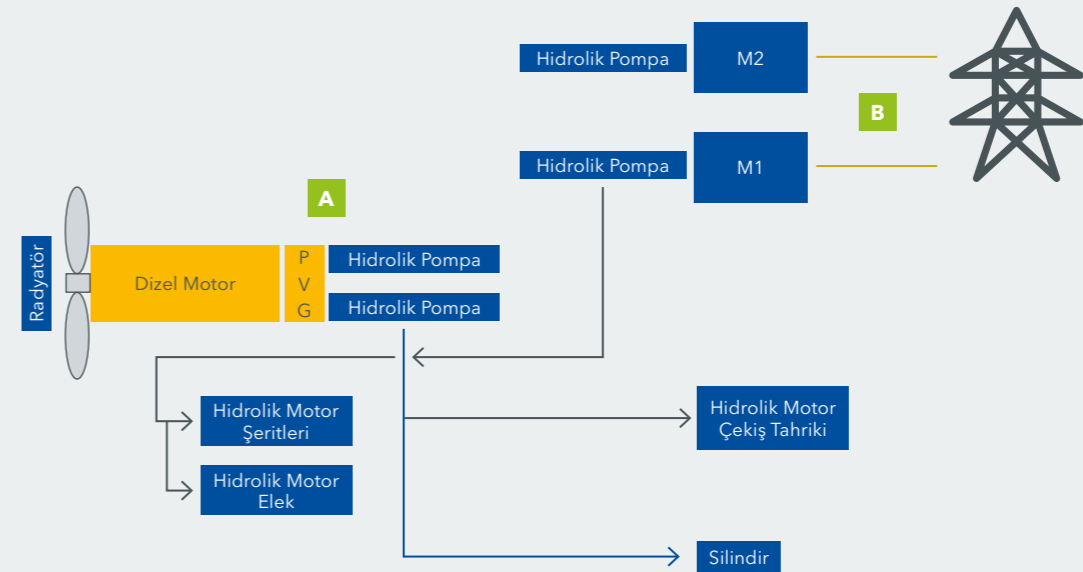 Hidrolik Pompa
M2
B
Hidrolik Pompa
M1
A
Radyatör
Dizel Motor
P
V
G
Hidrolik Pompa
Hidrolik Pompa
Hidrolik Motor
Şeritleri
Hidrolik Motor
Çekiş Tahriki
Hidrolik Motor
Elek
Silindir